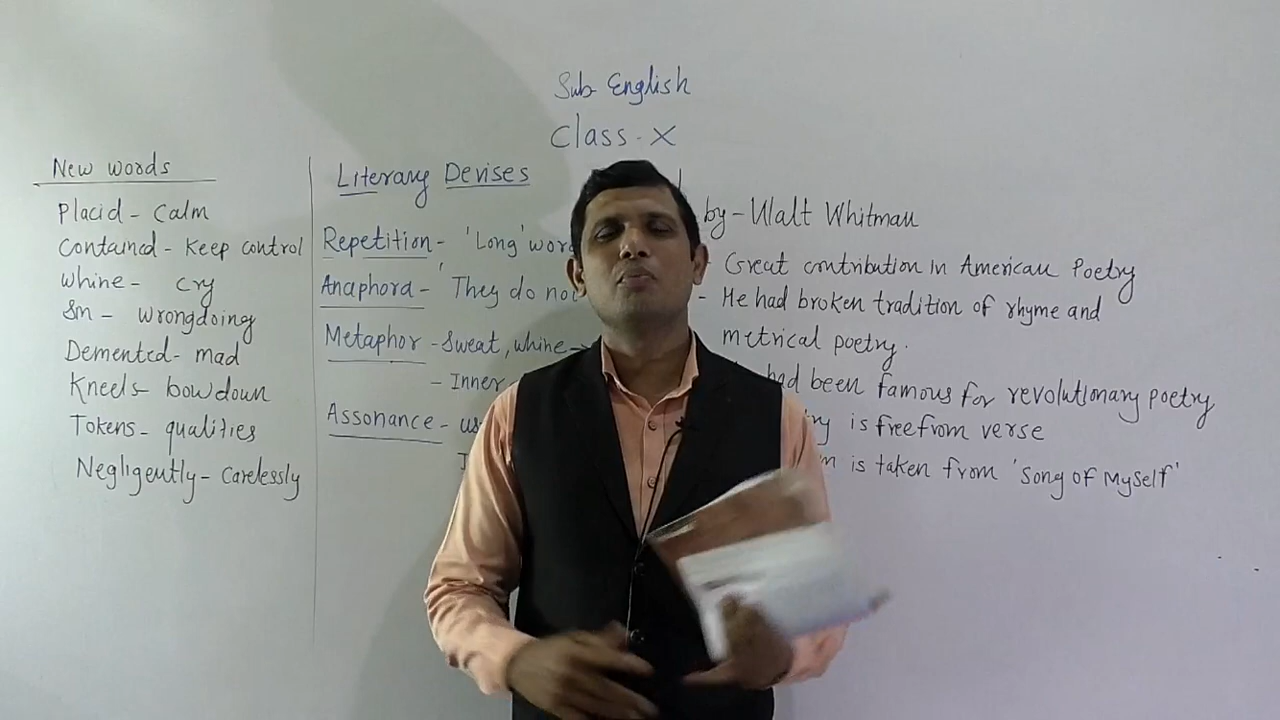 Sub- English
Class - X
New words
Placid - Calm
Contained - Keep control
Whine - cry
Sin - wrongdoing
Demented - mad
Kneels - bowdown
Tokens - qualities
Negligently - Carelessly
Literary Devises
Repetition - 'Long' word
Anaphora - 'They do not
Metaphor - Sweat, whine
- Inner
Assonance - us
by - Walt Whitman
- Great contribution in American Poetry
- He had broken tradition of rhyme and
metrical poetry.
had been famous for revolutionary poetry
is free from verse
is taken from 'Song of Myself'